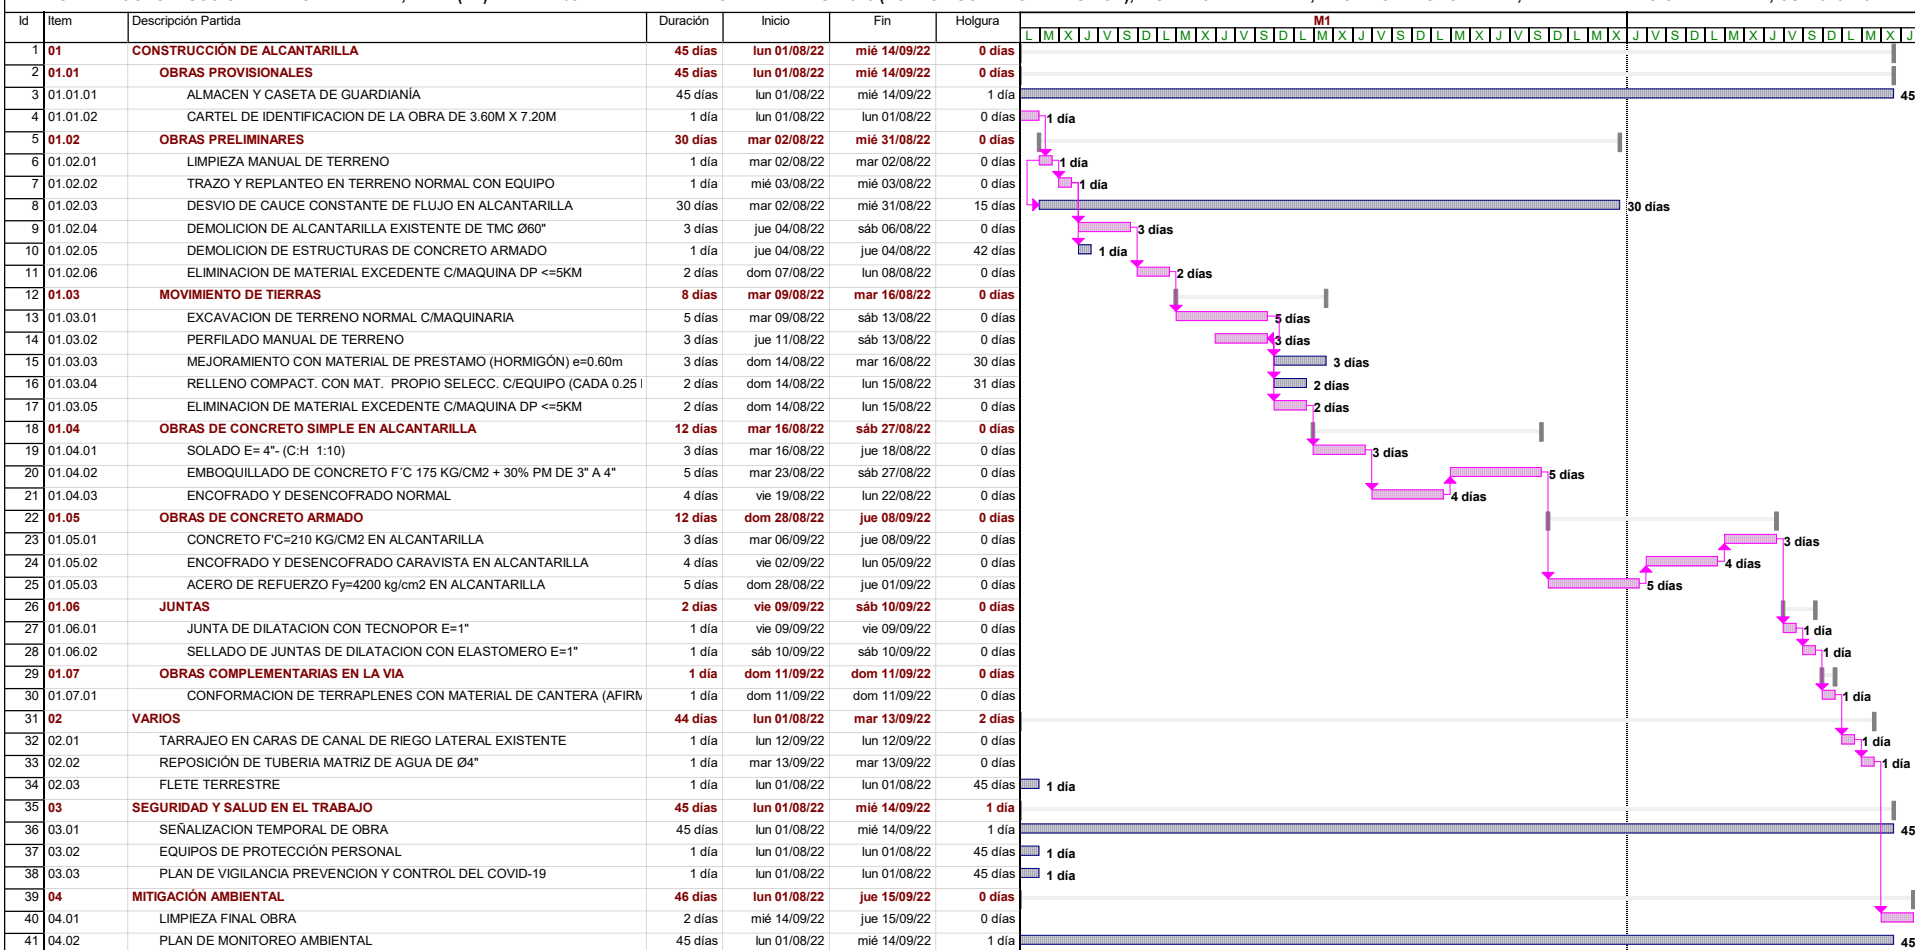 Id Item Descripción Partida Duración Inicio Fin Holgura M1
L M X J V S D L M X J V S D L M X J V S D L M X J V S D L M X J V S D L M X J V S D L M X J
1 01 CONSTRUCCIÓN DE ALCANTARILLA 45 días lun 01/08/22 mié 14/09/22 0 días
2 01.01 OBRAS PROVISIONALES 45 días lun 01/08/22 mié 14/09/22 0 días
3 01.01.01 ALMACEN Y CASETA DE GUARDIANÍA 45 días lun 01/08/22 mié 14/09/22 1 día 45
4 01.01.02 CARTEL DE IDENTIFICACION DE LA OBRA DE 3.60M X 7.20M 1 día lun 01/08/22 lun 01/08/22 0 días 1 día
5 01.02 OBRAS PRELIMINARES 30 días mar 02/08/22 mié 31/08/22 0 días
6 01.02.01 LIMPIEZA MANUAL DE TERRENO 1 día mar 02/08/22 mar 02/08/22 0 días 1 día
7 01.02.02 TRAZO Y REPLANTEO EN TERRENO NORMAL CON EQUIPO 1 día mié 03/08/22 mié 03/08/22 0 días 1 día
8 01.02.03 DESVIO DE CAUCE CONSTANTE DE FLUJO EN ALCANTARILLA 30 días mar 02/08/22 mié 31/08/22 15 días 30 días
9 01.02.04 DEMOLICION DE ALCANTARILLA EXISTENTE DE TMC Ø60" 3 días jue 04/08/22 sáb 06/08/22 0 días 3 días
10 01.02.05 DEMOLICION DE ESTRUCTURAS DE CONCRETO ARMADO 1 día jue 04/08/22 jue 04/08/22 42 días 1 día
11 01.02.06 ELIMINACION DE MATERIAL EXCEDENTE C/MAQUINA DP <=5KM 2 días dom 07/08/22 lun 08/08/22 0 días 2 días
12 01.03 MOVIMIENTO DE TIERRAS 8 días mar 09/08/22 mar 16/08/22 0 días
13 01.03.01 EXCAVACION DE TERRENO NORMAL C/MAQUINARIA 5 días mar 09/08/22 sáb 13/08/22 0 días 5 días
14 01.03.02 PERFILADO MANUAL DE TERRENO 3 días jue 11/08/22 sáb 13/08/22 0 días 3 días
15 01.03.03 MEJORAMIENTO CON MATERIAL DE PRESTAMO (HORMIGÓN) e=0.60m 3 días dom 14/08/22 mar 16/08/22 30 días 3 días
16 01.03.04 RELLENO COMPACT. CON MAT. PROPIO SELECC. C/EQUIPO (CADA 0.25 2 días dom 14/08/22 lun 15/08/22 31 días 2 días
17 01.03.05 ELIMINACION DE MATERIAL EXCEDENTE C/MAQUINA DP <=5KM 2 días dom 14/08/22 lun 15/08/22 0 días 2 días
18 01.04 OBRAS DE CONCRETO SIMPLE EN ALCANTARILLA 12 días mar 16/08/22 sáb 27/08/22 0 días
19 01.04.01 SOLADO E= 4"- (C:H 1:10) 3 días mar 16/08/22 jue 18/08/22 0 días 3 días
20 01.04.02 EMBOQUILLADO DE CONCRETO F´C 175 KG/CM2 + 30% PM DE 3" A 4" 5 días mar 23/08/22 sáb 27/08/22 0 días 5 días
21 01.04.03 ENCOFRADO Y DESENCOFRADO NORMAL 4 días vie 19/08/22 lun 22/08/22 0 días 4 días
22 01.05 OBRAS DE CONCRETO ARMADO 12 días dom 28/08/22 jue 08/09/22 0 días
23 01.05.01 CONCRETO F'C=210 KG/CM2 EN ALCANTARILLA 3 días mar 06/09/22 jue 08/09/22 0 días 3 días
24 01.05.02 ENCOFRADO Y DESENCOFRADO CARAVISTA EN ALCANTARILLA 4 días vie 02/09/22 lun 05/09/22 0 días 4 días
25 01.05.03 ACERO DE REFUERZO Fy=4200 kg/cm2 EN ALCANTARILLA 5 días dom 28/08/22 jue 01/09/22 0 días 5 días
26 01.06 JUNTAS 2 días vie 09/09/22 sáb 10/09/22 0 días
27 01.06.01 JUNTA DE DILATACION CON TECNOPOR E=1" 1 día vie 09/09/22 vie 09/09/22 0 días 1 día
28 01.06.02 SELLADO DE JUNTAS DE DILATACION CON ELASTOMERO E=1" 1 día sáb 10/09/22 sáb 10/09/22 0 días 1 día
29 01.07 OBRAS COMPLEMENTARIAS EN LA VIA 1 día dom 11/09/22 dom 11/09/22 0 días
30 01.07.01 CONFORMACION DE TERRAPLENES CON MATERIAL DE CANTERA (AFIRM 1 día dom 11/09/22 dom 11/09/22 0 días 1 día
31 02 VARIOS 44 días lun 01/08/22 mar 13/09/22 2 días
32 02.01 TARRAJEO EN CARAS DE CANAL DE RIEGO LATERAL EXISTENTE 1 día lun 12/09/22 lun 12/09/22 0 días 1 día
33 02.02 REPOSICIÓN DE TUBERIA MATRIZ DE AGUA DE Ø4" 1 día mar 13/09/22 mar 13/09/22 0 días 1 día
34 02.03 FLETE TERRESTRE 1 día lun 01/08/22 lun 01/08/22 45 días 1 día
35 03 SEGURIDAD Y SALUD EN EL TRABAJO 45 días lun 01/08/22 mié 14/09/22 1 día
36 03.01 SEÑALIZACION TEMPORAL DE OBRA 45 días lun 01/08/22 mié 14/09/22 1 día 45
37 03.02 EQUIPOS DE PROTECCIÓN PERSONAL 1 día lun 01/08/22 lun 01/08/22 45 días 1 día
38 03.03 PLAN DE VIGILANCIA PREVENCION Y CONTROL DEL COVID-19 1 día lun 01/08/22 lun 01/08/22 45 días 1 día
39 04 MITIGACIÓN AMBIENTAL 46 días lun 01/08/22 jue 15/09/22 0 días
40 04.01 LIMPIEZA FINAL OBRA 2 días mié 14/09/22 jue 15/09/22 0 días
41 04.02 PLAN DE MONITOREO AMBIENTAL 45 días lun 01/08/22 mié 14/09/22 1 día 45